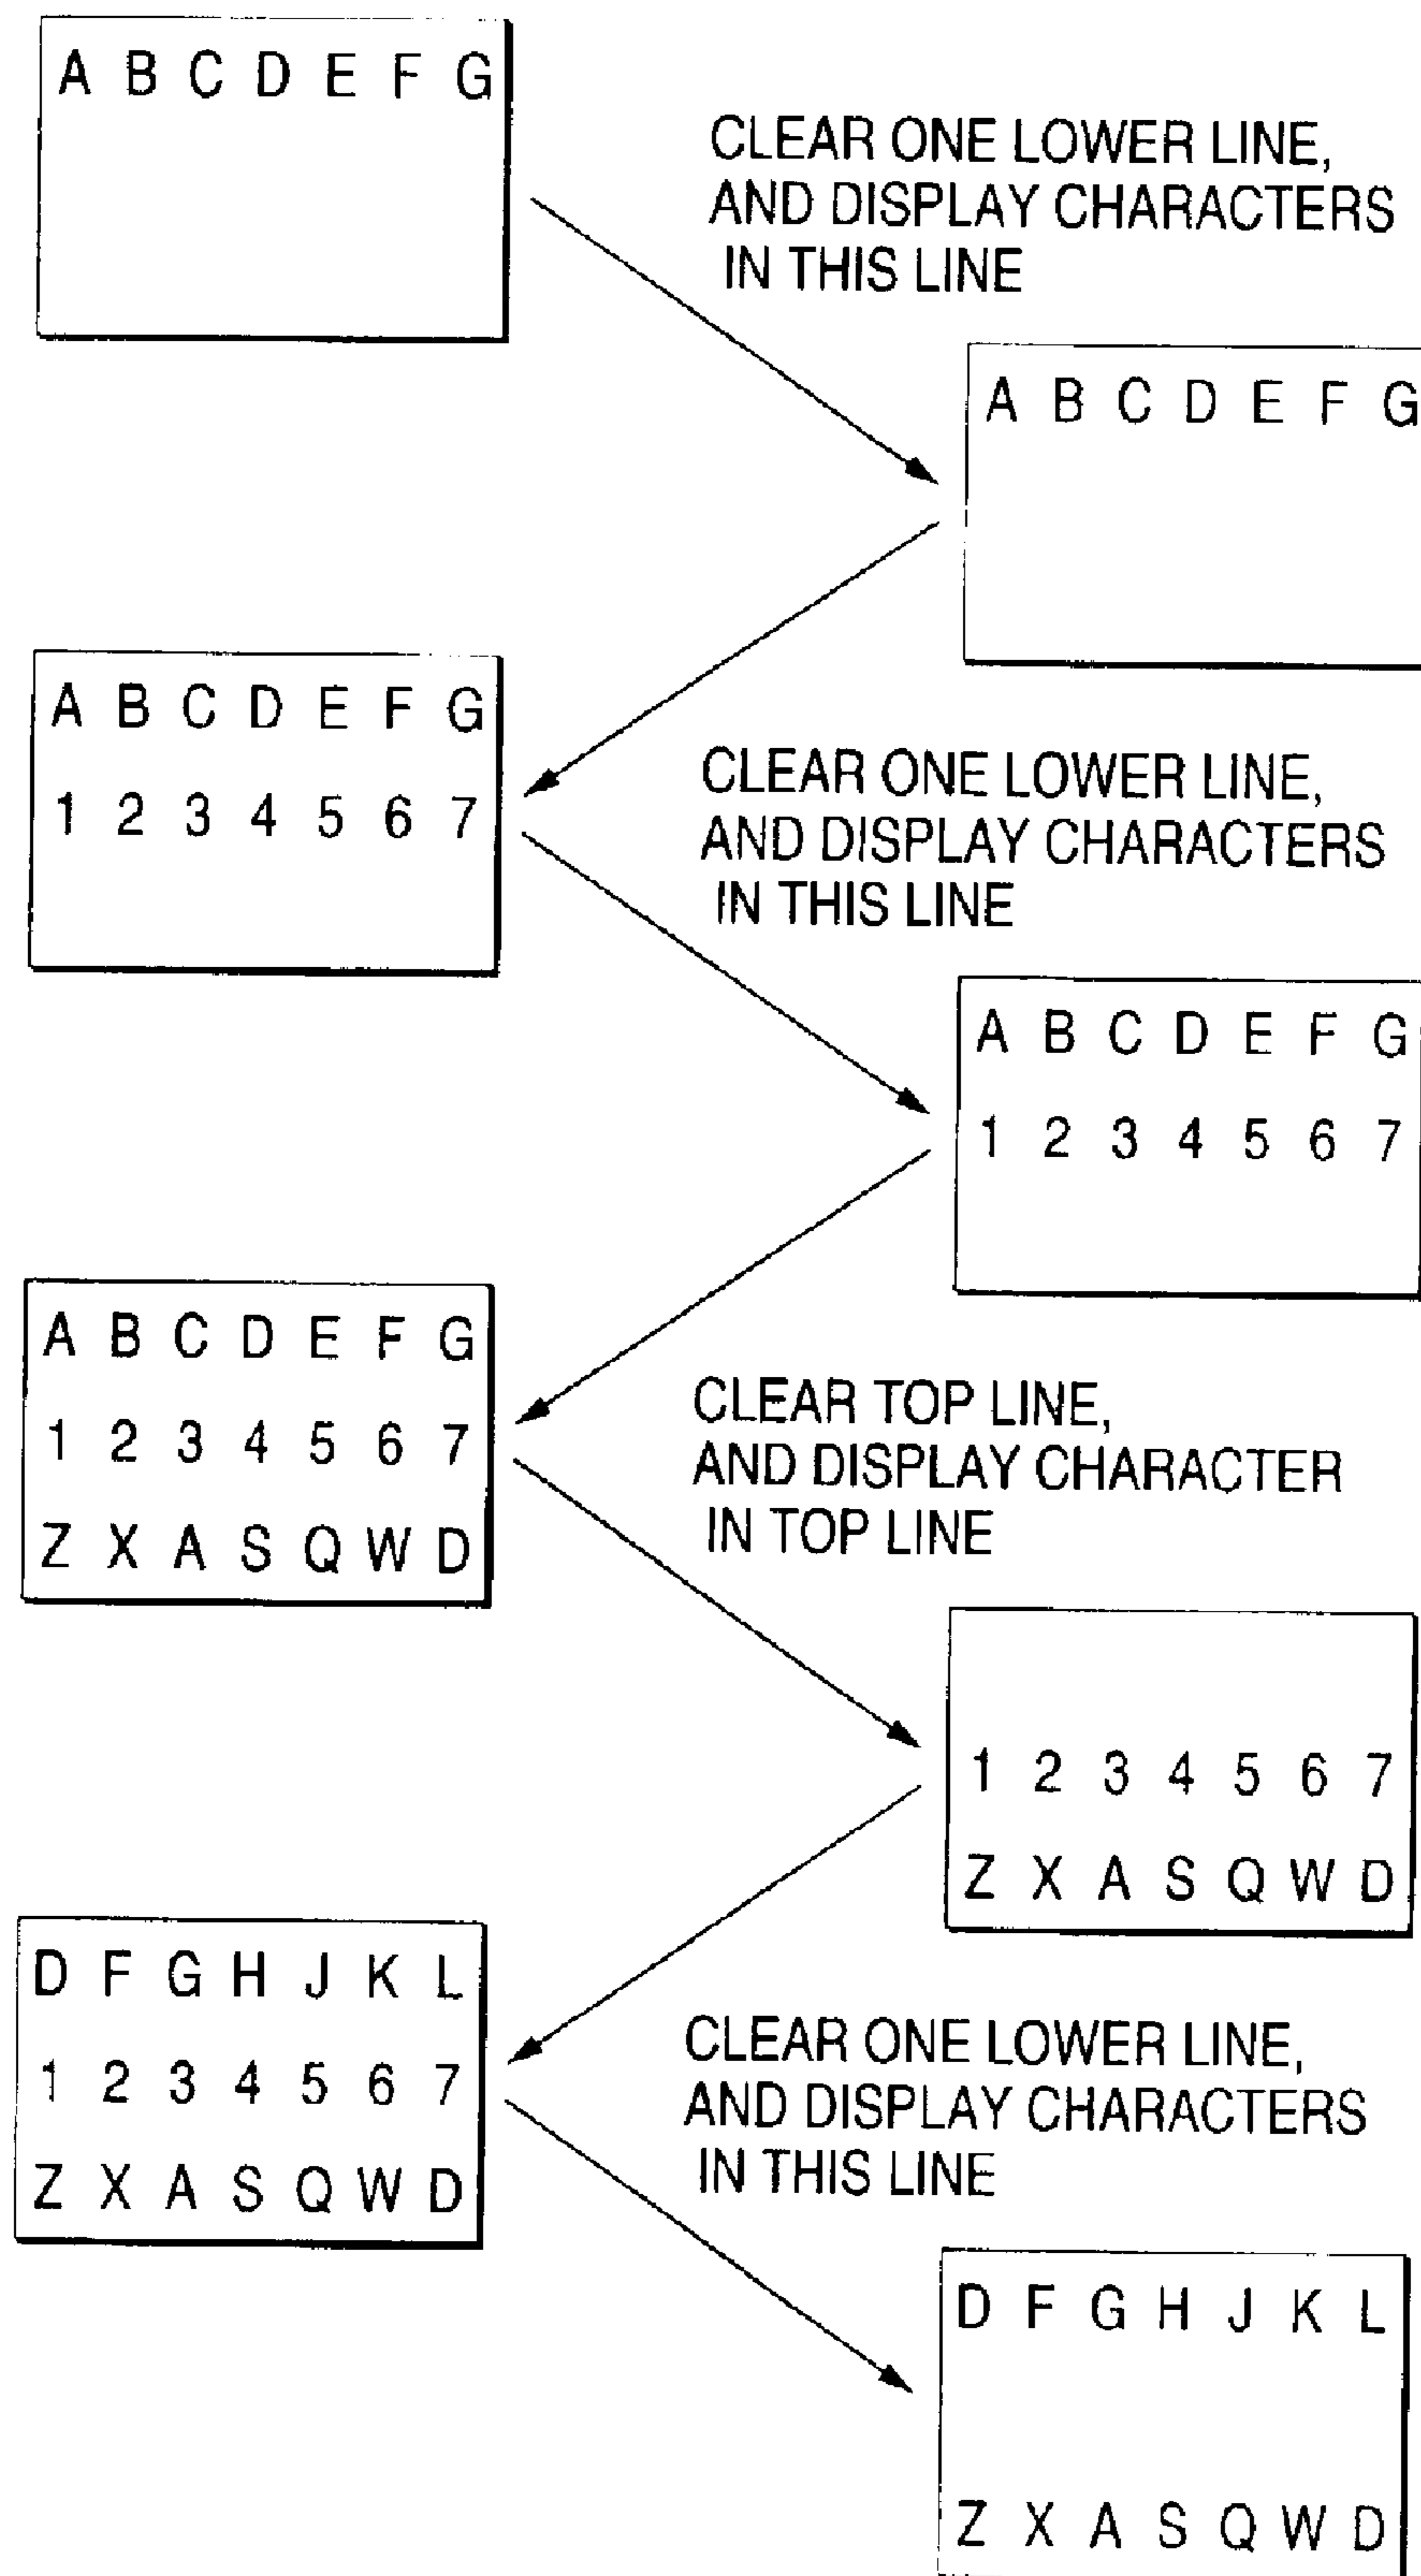 A B C D E F G
CLEAR ONE LOWER LINE,
AND DISPLAY CHARACTERS
IN THIS LINE
A B C D E F G
A B C D E F G
1 2 3 4 5 6 7
CLEAR ONE LOWER LINE,
AND DISPLAY CHARACTERS
IN THIS LINE
A B C D E F G
1 2 3 4 5 6 7
A B C D E F G
1 2 3 4 5 6 7
Z X A S Q W D
CLEAR TOP LINE,
AND DISPLAY CHARACTER
IN TOP LINE
1 2 3 4 5 6 7
Z X A S Q W D
D F G H J K L
1 2 3 4 5 6 7
Z X A S Q W D
CLEAR ONE LOWER LINE,
AND DISPLAY CHARACTERS
IN THIS LINE
D F G H J K L
Z X A S Q W D